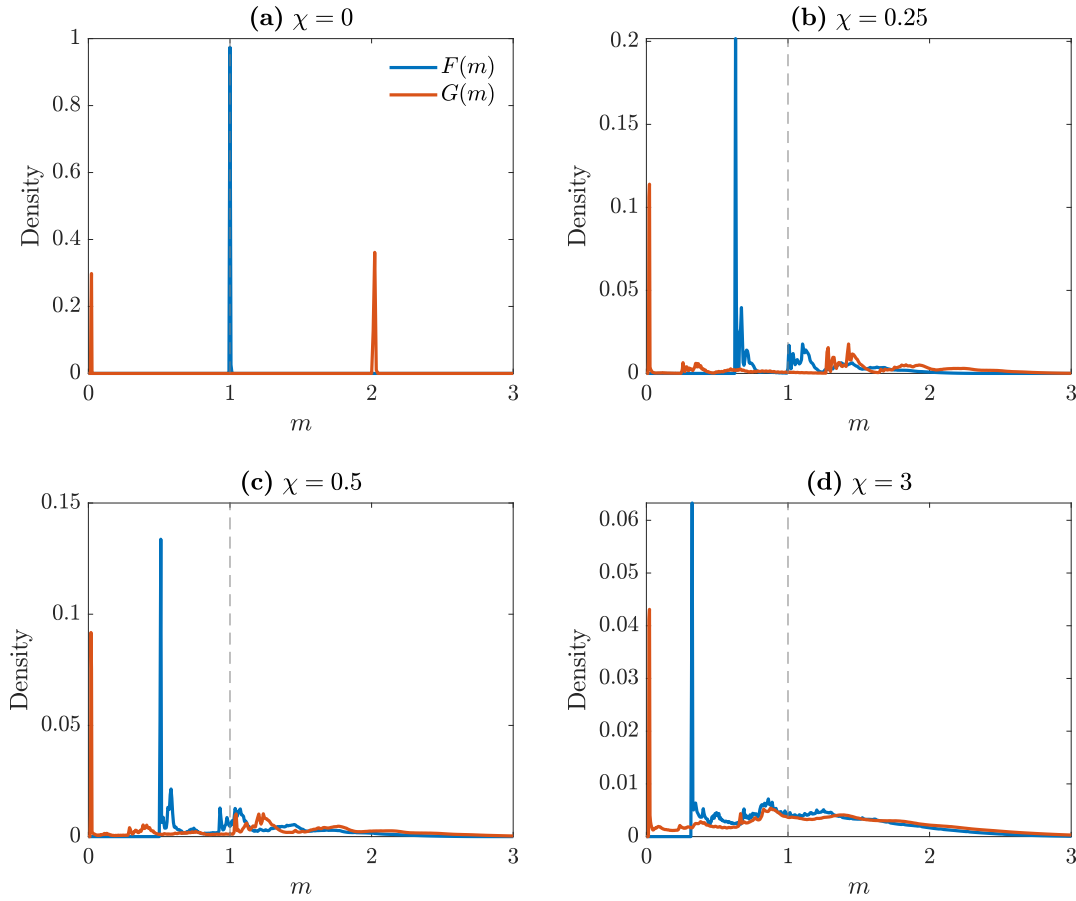 (a) χ = 0
1
0.8
0.6
0.4
0.2
0
Density
F(m)
G(m)
0 1 2 3
m
(b) χ = 0.25
0.2
0.15
0.1
0.05
0
Density
0 1 2 3
m
(c) χ = 0.5
0.15
0.1
0.05
0
Density
0 1 2 3
m
(d) χ = 3
0.06
0.05
0.04
0.03
0.02
0.01
0
Density
0 1 2 3
m